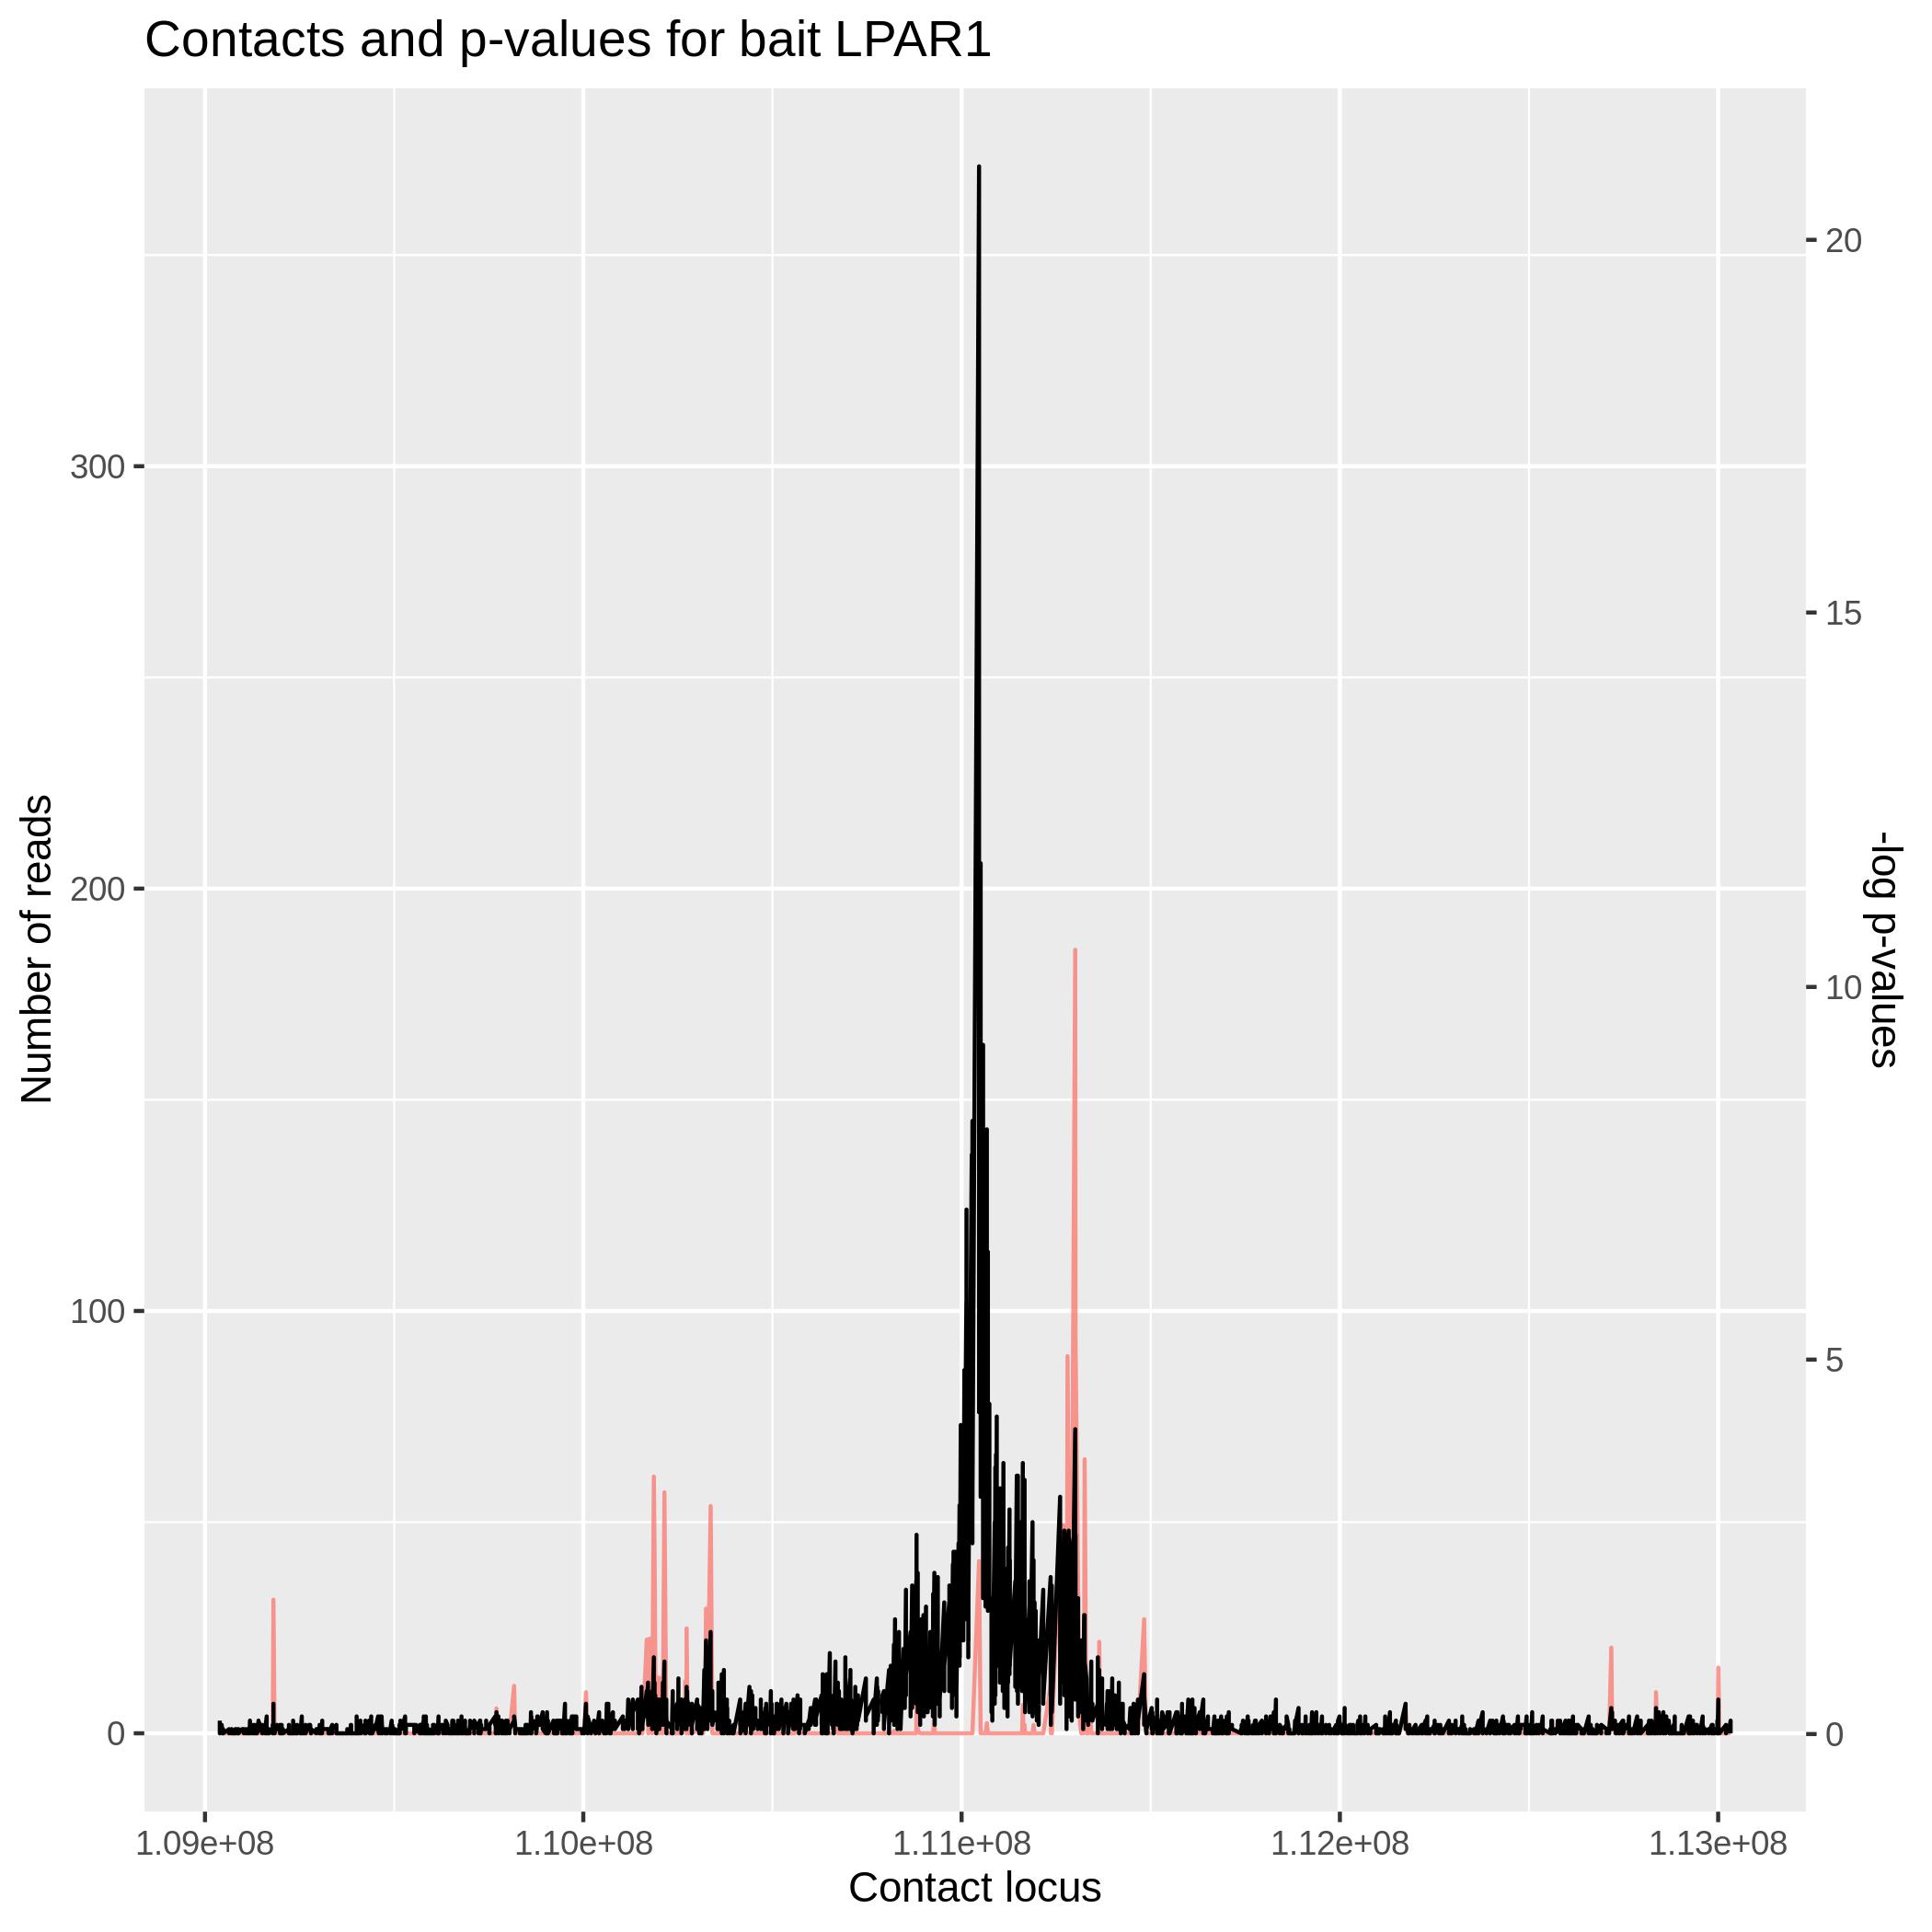 Contacts and p-values for bait LPAR1
Number of reads
300
200
100
0
20
15
10
5
0
-log p-values
1.09e+08 1.10e+08 1.11e+08 1.12e+08 1.13e+08
Contact locus